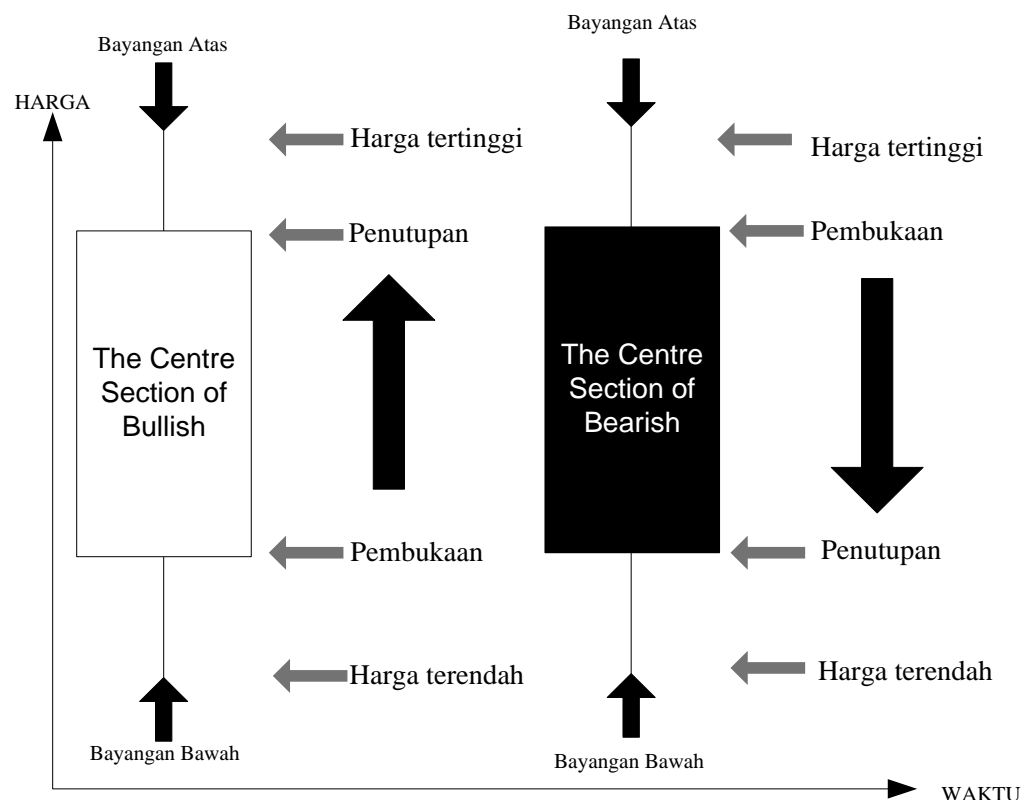 Bayangan Atas
Bayangan Atas
HARGA
Harga tertinggi
Harga tertinggi
Penutupan
Pembukaan
The Centre
Section of
Bullish
The Centre
Section of
Bearish
Pembukaan
Penutupan
Harga terendah
Harga terendah
Bayangan Bawah
Bayangan Bawah
WAKTU